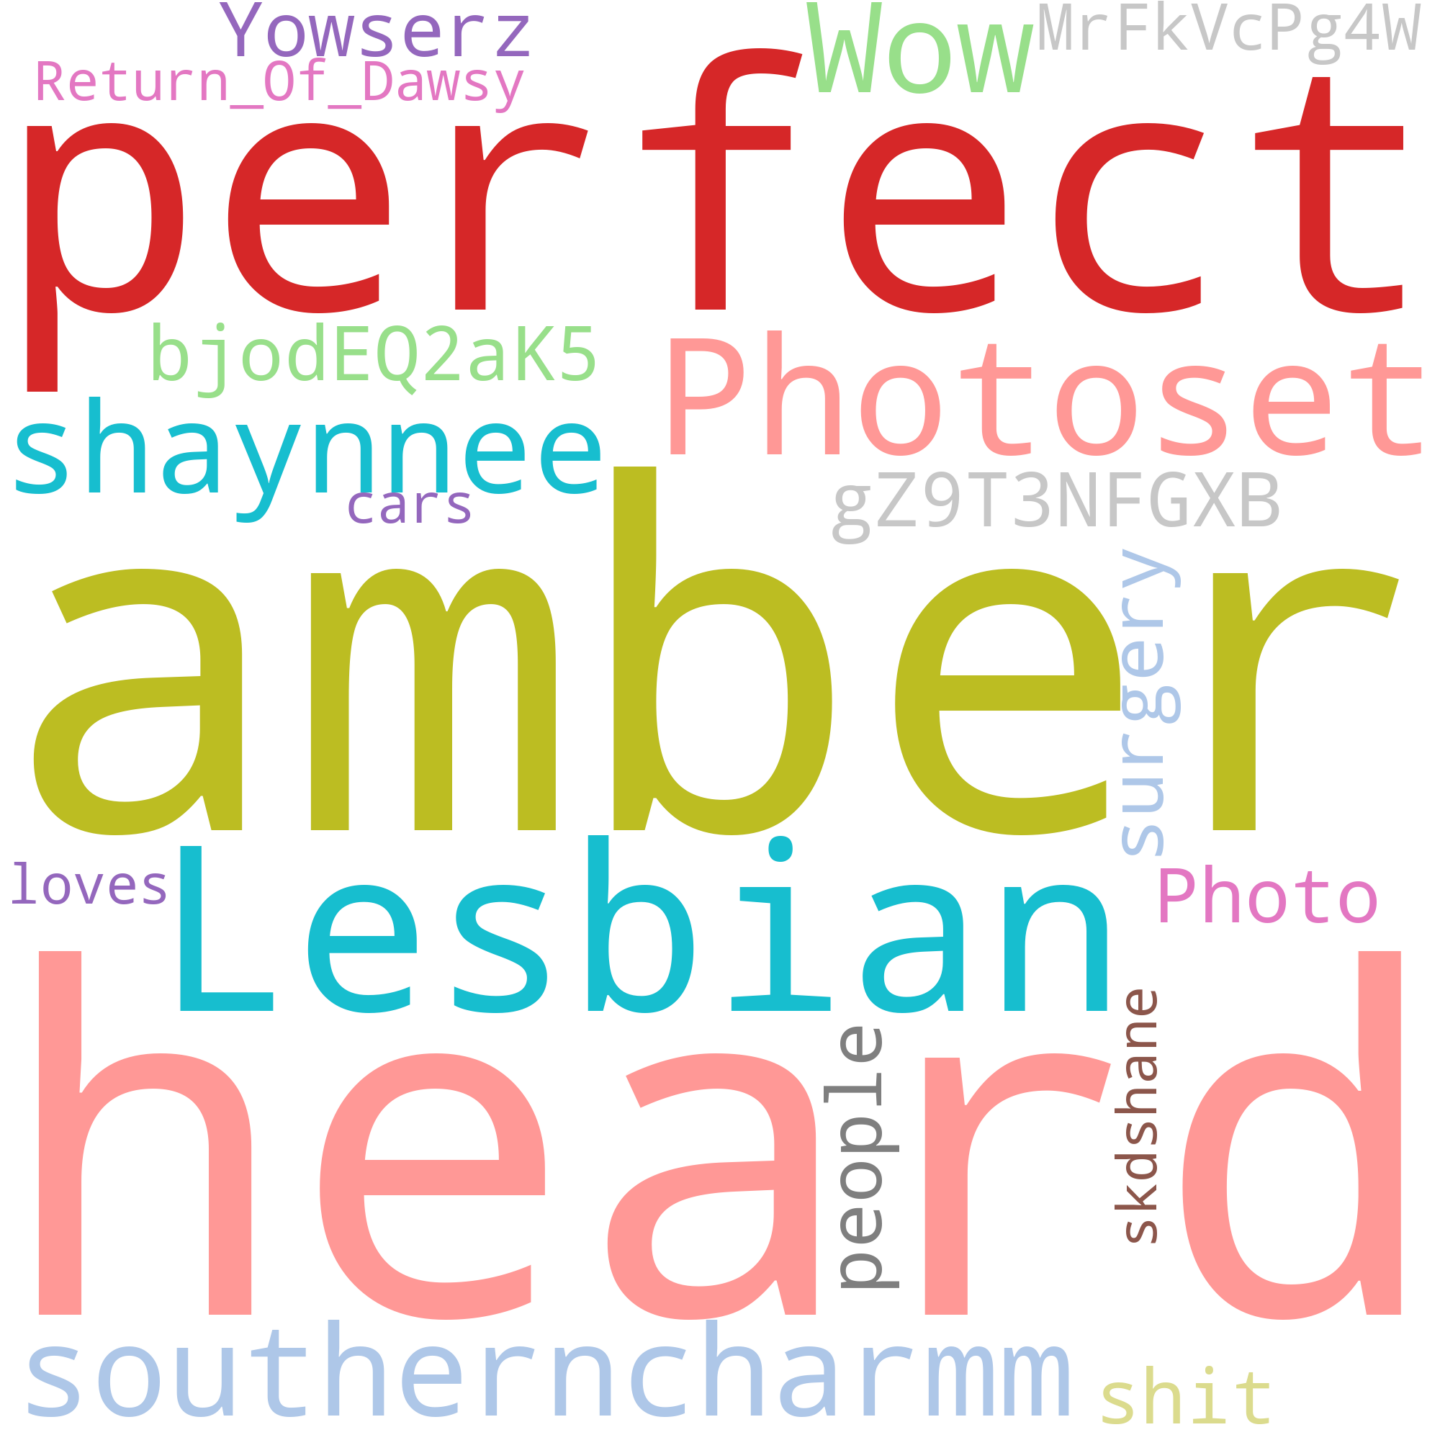 Yowserz
Wow
MrFkVcPg4W
Return_Of_Dawsy
perfect
bjodEQ2aK5
Photoset
shaynnee
cars
gZ9T3NFGXB
amber
surgery
Lesbian
loves
Photo
heard
people
skdshane
southerncharmm
shit